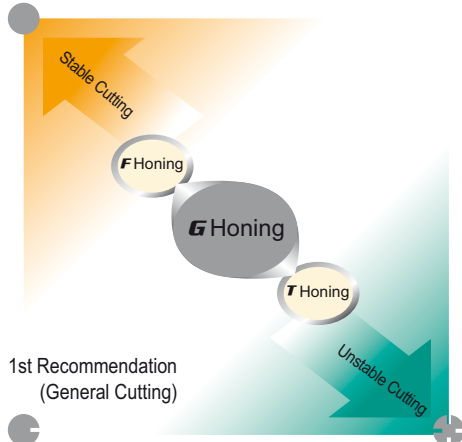 Stable Cutting
F Honing
G Honing
T Honing
Unstable Cutting
1st Recommendation
(General Cutting)